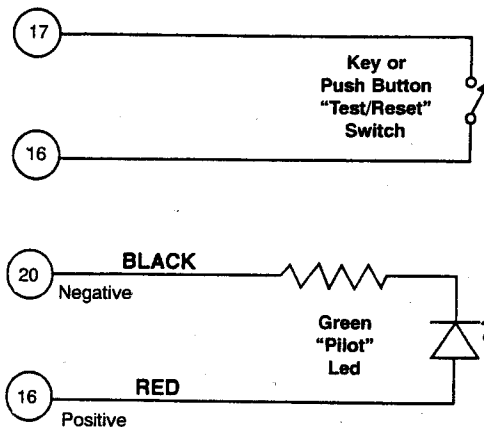 17
Key or
Push Button
"Test/Reset"
Switch
16
20
BLACK
Negative
Green
"Pilot"
Led
16
RED
Positive